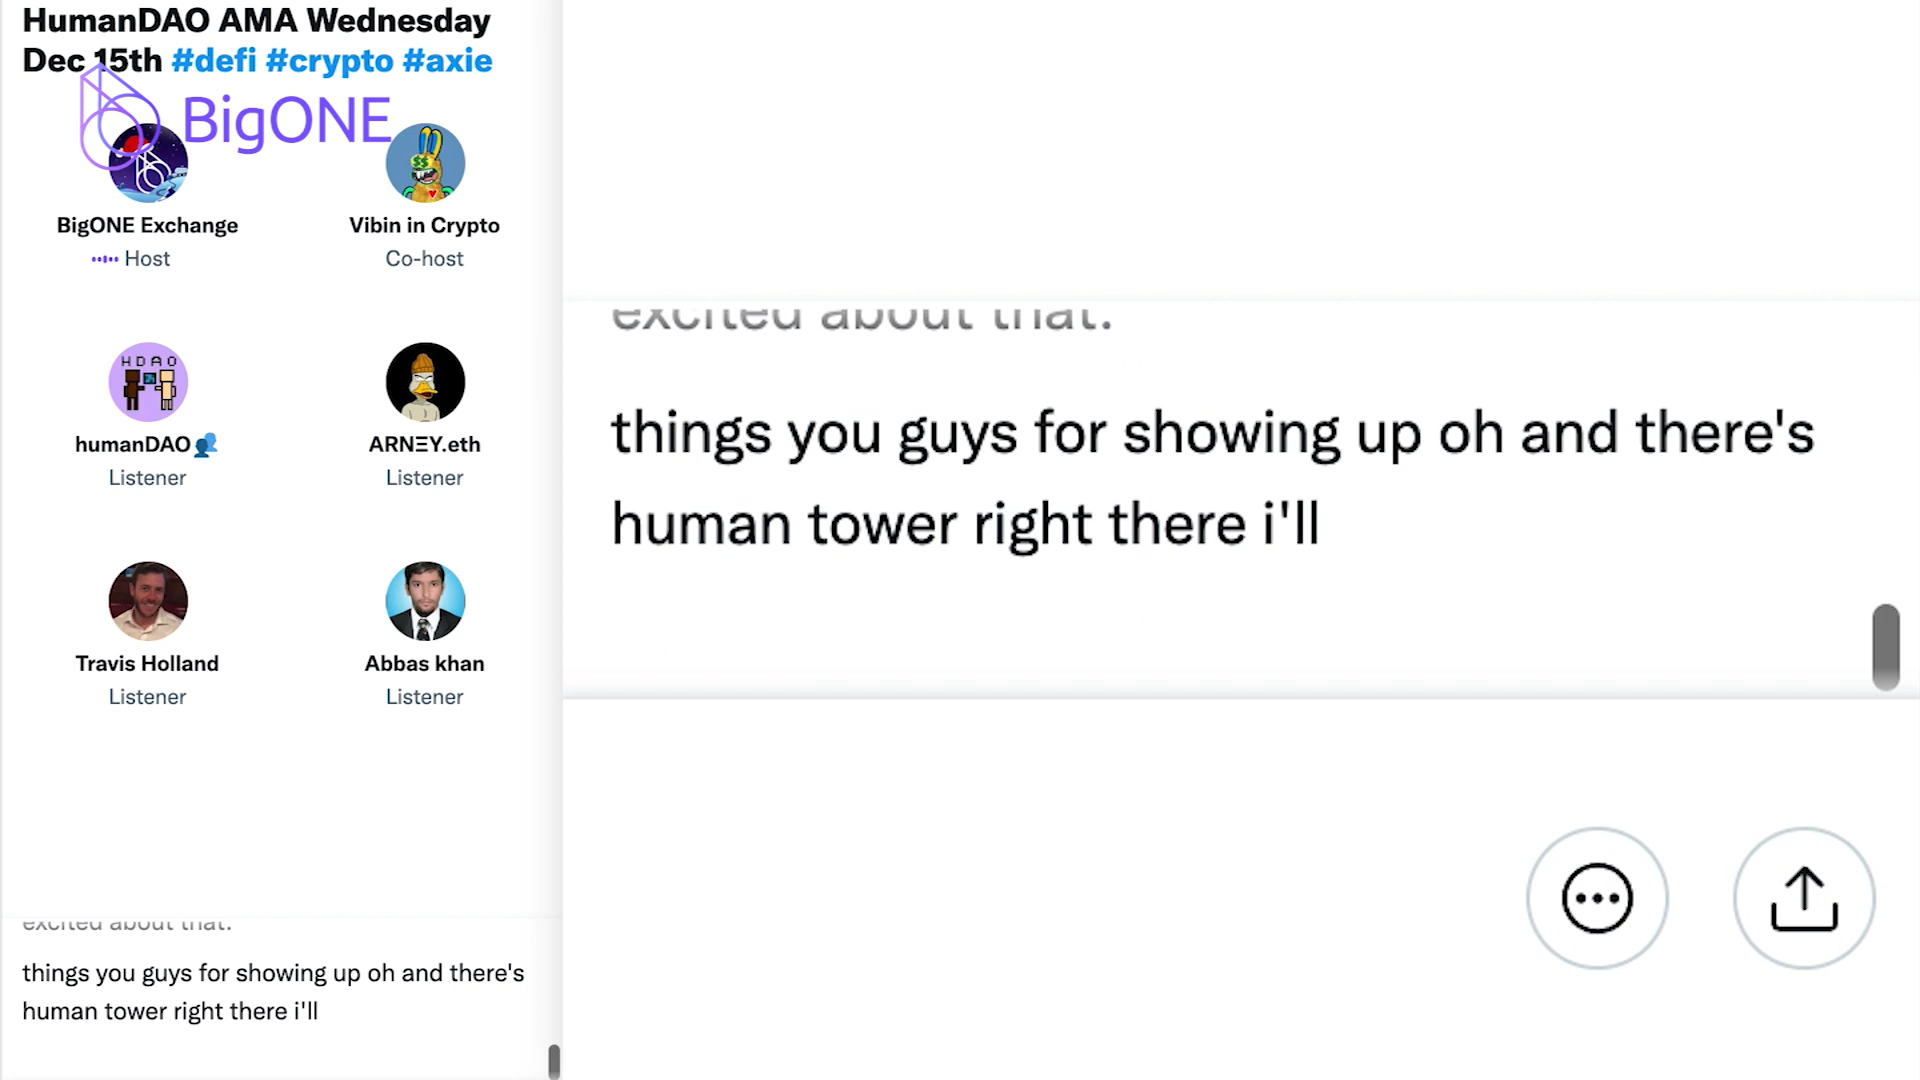 HumanDAO AMA Wednesday
Dec 15th #defi #crypto #axie
BigONE
BigONE Exchange
Host
Vibin in Crypto
Co-host
HDAO
humanDAO
Listener
ARNΞY.eth
Listener
Travis Holland
Listener
Abbas khan
Listener
excited about that.
things you guys for showing up oh and there's
human tower right there i'll
excited about that.
things you guys for showing up oh and there's
human tower right there i'll